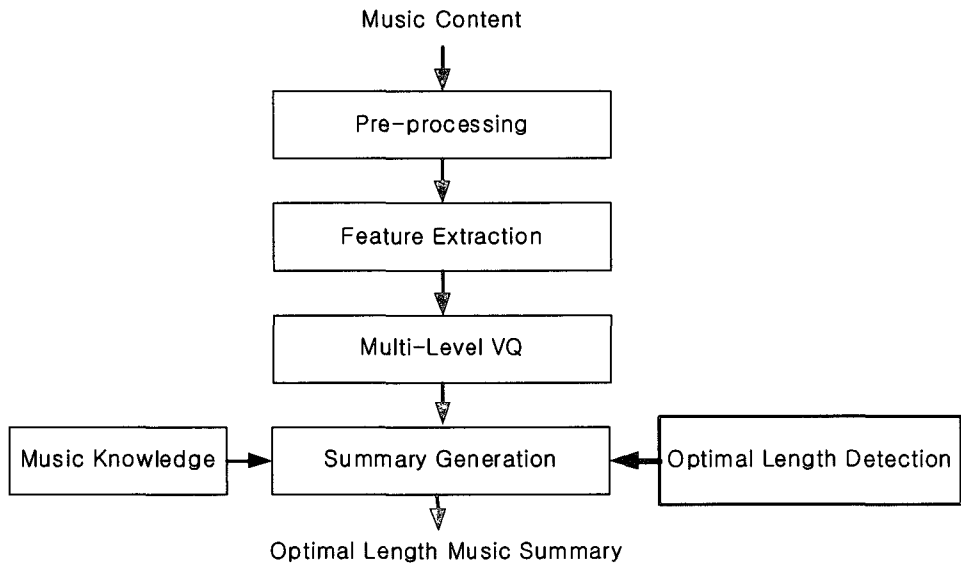 Music Content
Pre-processing
Feature Extraction
Multi-Level VQ
Music Knowledge
Summary Generation
Optimal Length Detection
Optimal Length Music Summary